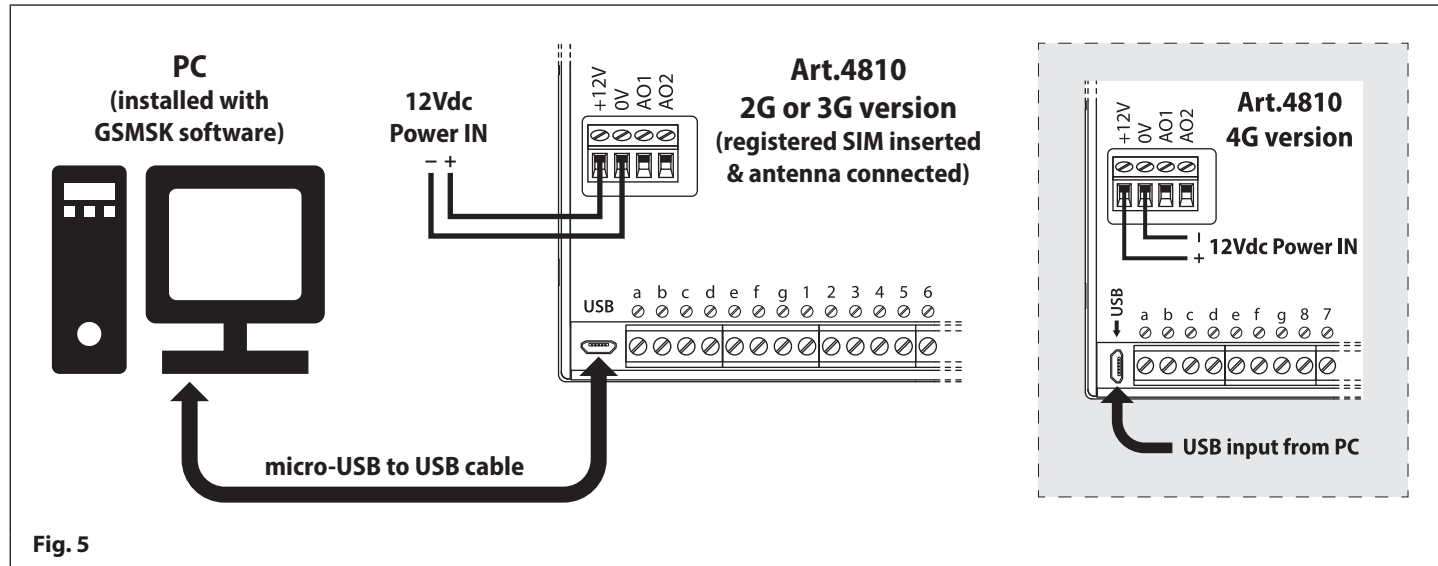 PC
(installed with
GSMSK software)
12Vdc
Power IN
– +
+12V
0V
AO1
AO2
Art.4810
2G or 3G version
(registered SIM inserted
& antenna connected)
USB
a b c d e f g 1 2 3 4 5 6
micro-USB to USB cable
+12V
0V
AO1
AO2
Art.4810
4G version
–
+
12Vdc Power IN
USB
a b c d e f g 8 7
USB input from PC
Fig. 5